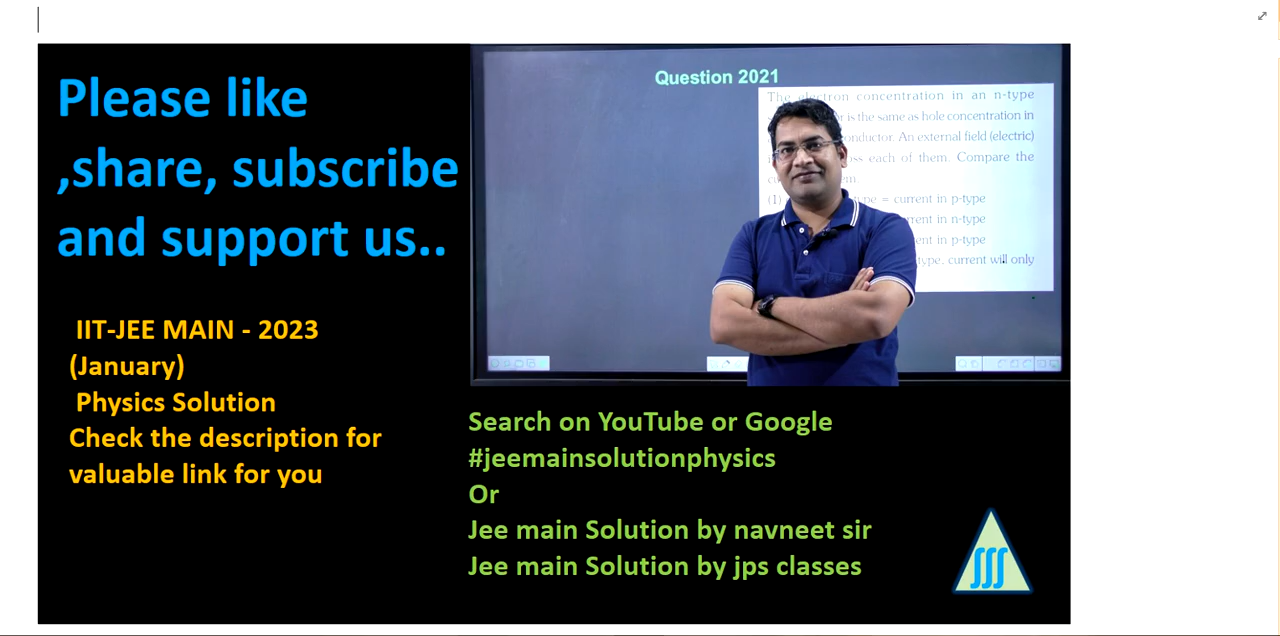 Please like
,share, subscribe
and support us..
IIT-JEE MAIN - 2023
(January)
Physics Solution
Check the description for
valuable link for you
Question 2021
The electron concentration in an n-type
is the same as hole concentration in
An external field (electric)
each of them. Compare the
(1) = current in p-type
in n-type
in p-type
type, current will only
Search on YouTube or Google
#jeemainsolutionphysics
Or
Jee main Solution by navneet sir
Jee main Solution by jps classes
∫∫∫